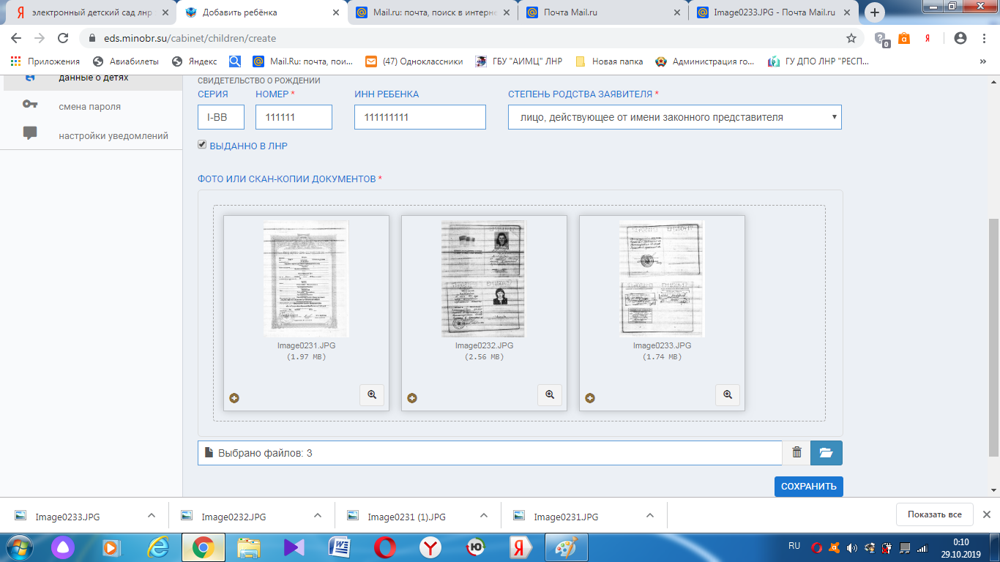 электронный детский сад лнр
Добавить ребёнка
Mail.ru: почта, поиск в интерне
Почта Mail.ru
Image0233.JPG - Почта Mail.ru
eds.minobr.su/cabinet/children/create
0
Приложения
Авиабилеты
Яндекс
Mail.Ru: почта, пои...
(47) Одноклассники
ГБУ "АИМЦ" ЛНР
Новая папка
Администрация го...
ГУ ДПО ЛНР "РЕСП...
»
данные о детях
смена пароля
настройки уведомлений
СВИДЕТЕЛЬСТВО О РОЖДЕНИИ
СЕРИЯ
НОМЕР *
ИНН РЕБЕНКА
СТЕПЕНЬ РОДСТВА ЗАЯВИТЕЛЯ *
I-ВВ
111111
111111111
лицо, действующее от имени законного представителя
ВЫДАННО В ЛНР
ФОТО ИЛИ СКАН-КОПИИ ДОКУМЕНТОВ *
Image0231.JPG
(1.97 MB)
Image0232.JPG
(2.56 MB)
Image0233.JPG
(1.74 MB)
Выбрано файлов: 3
СОХРАНИТЬ
Image0233.JPG
Image0232.JPG
Image0231 (1).JPG
Image0231.JPG
Показать все
RU
0:10
29.10.2019